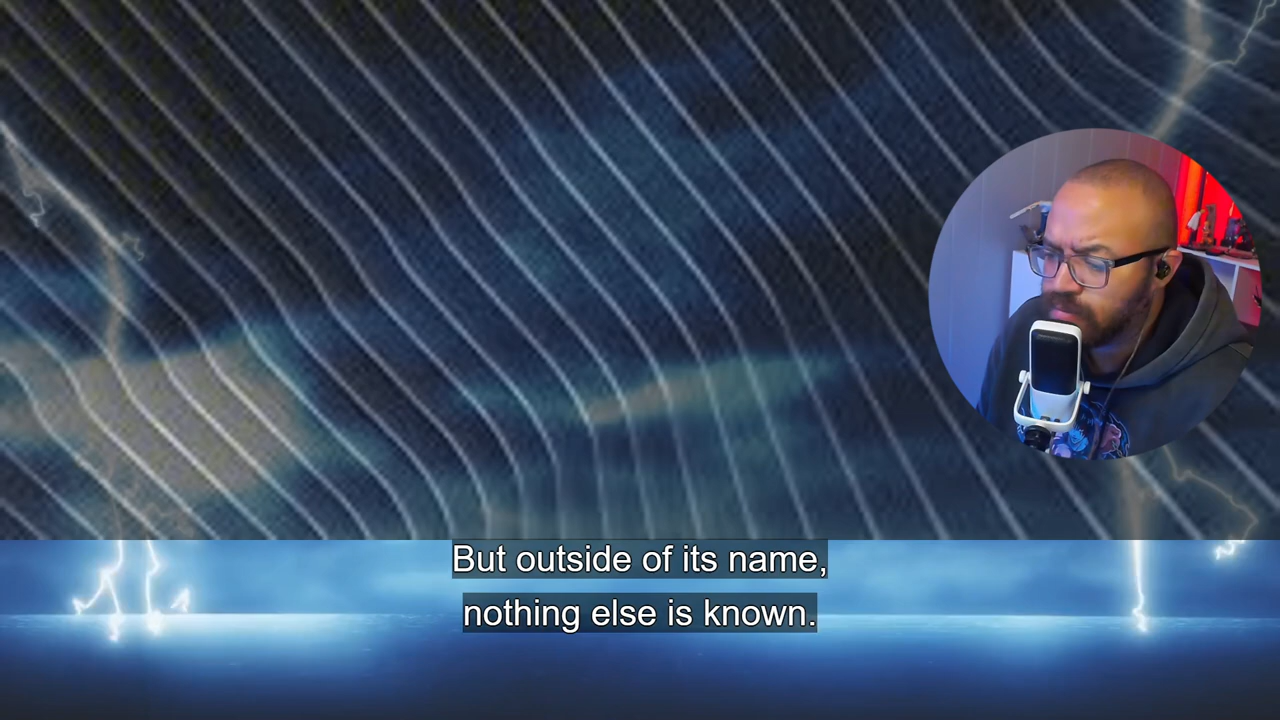 But outside of its name,
nothing else is known.